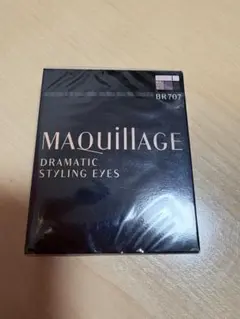 BR707
MAQuillAGE
DRAMATIC
STYLING EYES